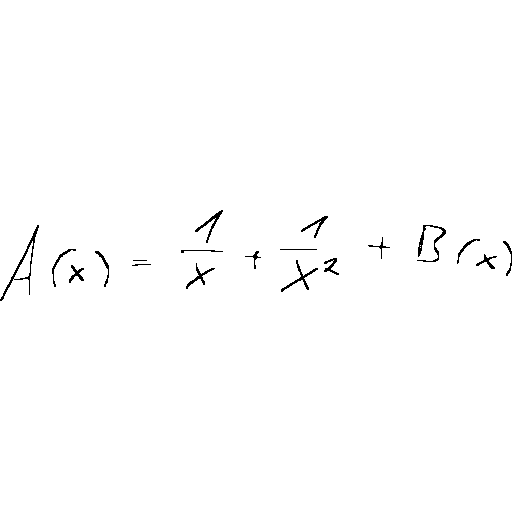 A(x) = 1/x + 1/x² + B(x)